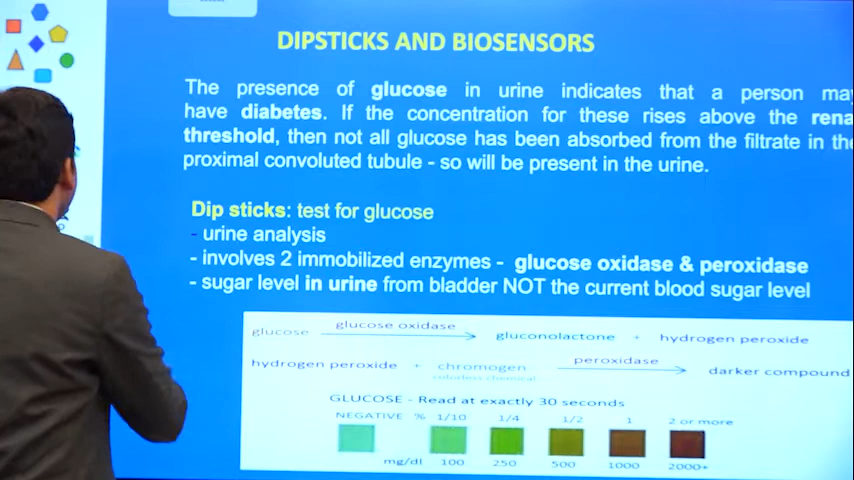 DIPSTICKS AND BIOSENSORS
The presence of glucose in urine indicates that a person may
have diabetes. If the concentration for these rises above the rena
threshold, then not all glucose has been absorbed from the filtrate in the
proximal convoluted tubule - so will be present in the urine.
Dip sticks: test for glucose
- urine analysis
- involves 2 immobilized enzymes - glucose oxidase & peroxidase
- sugar level in urine from bladder NOT the current blood sugar level
glucose glucose oxidase gluconolactone + hydrogen peroxide
hydrogen peroxide + chromogen peroxidase darker compound
colorless chemical
GLUCOSE - Read at exactly 30 seconds
NEGATIVE % 1/10 1/4 1/2 1 2 or more
mg/dl 100 250 500 1000 2000+